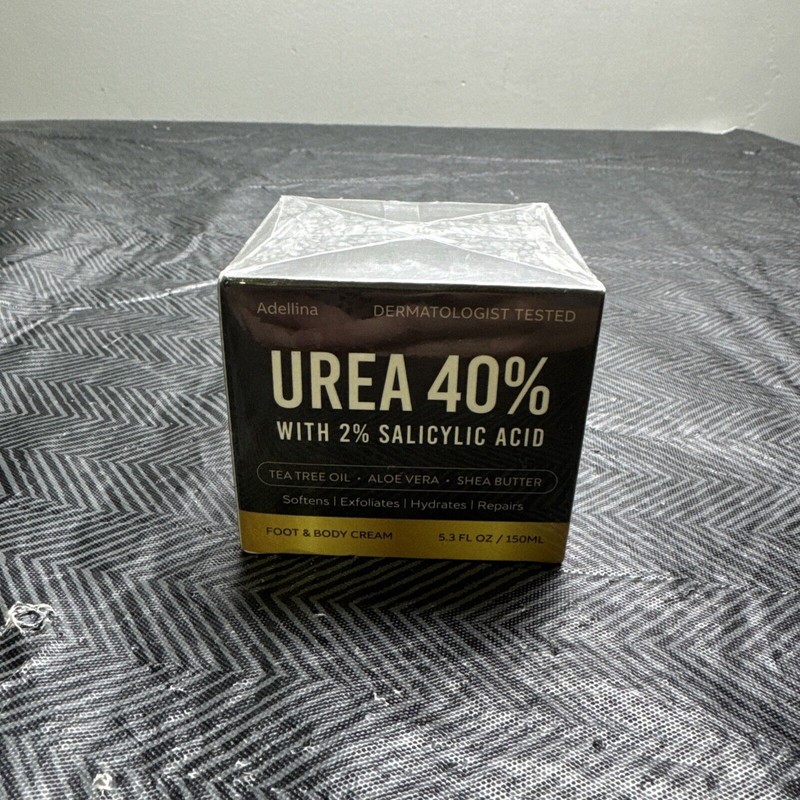 Adellina DERMATOLOGIST TESTED
UREA 40%
WITH 2% SALICYLIC ACID
TEA TREE OIL • ALOE VERA • SHEA BUTTER
Softens | Exfoliates | Hydrates | Repairs
FOOT & BODY CREAM 5.3 FL OZ / 150ML